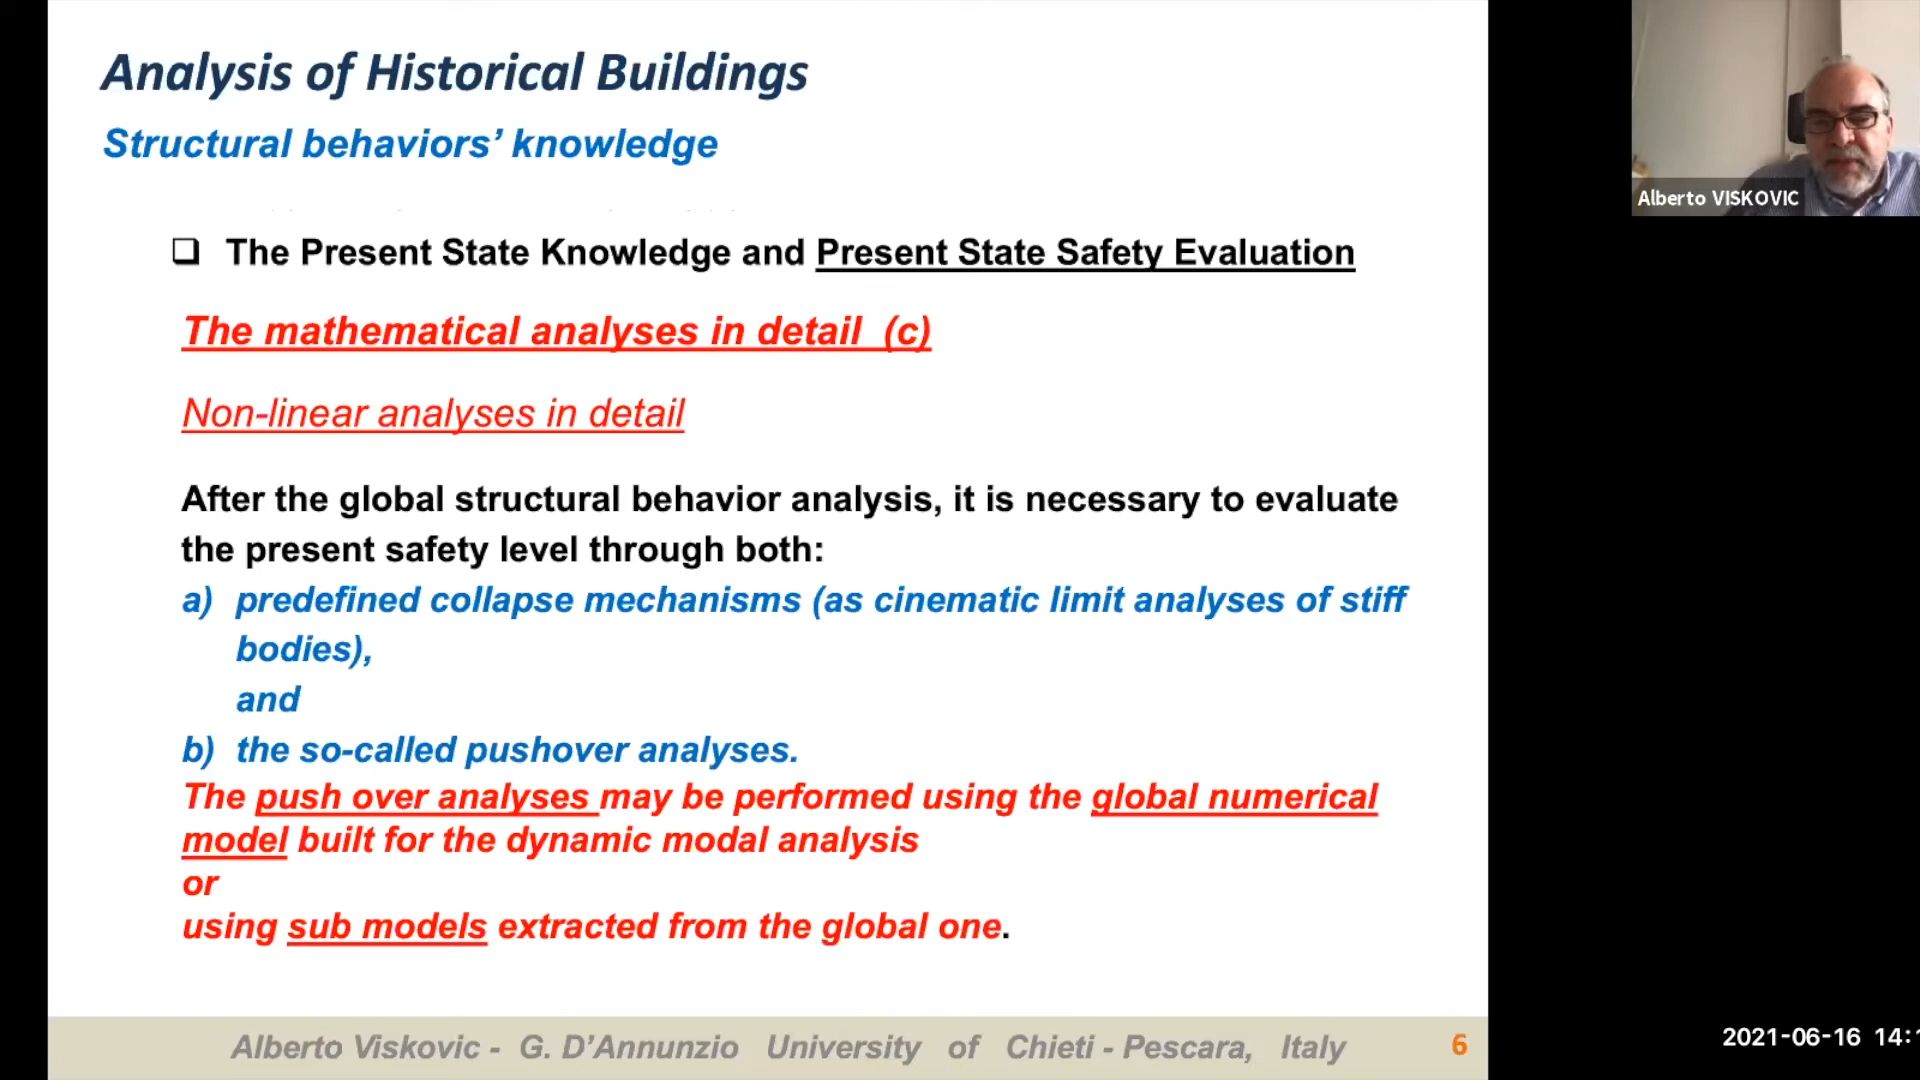 Analysis of Historical Buildings
Structural behaviors’ knowledge
The Present State Knowledge and Present State Safety Evaluation
The mathematical analyses in detail (c)
Non-linear analyses in detail
After the global structural behavior analysis, it is necessary to evaluate
the present safety level through both:
a) predefined collapse mechanisms (as cinematic limit analyses of stiff
bodies),
and
b) the so-called pushover analyses.
The push over analyses may be performed using the global numerical
model built for the dynamic modal analysis
or
using sub models extracted from the global one.
Alberto Viskovic - G. D’Annunzio University of Chieti - Pescara, Italy 6
Alberto VISKOVIC
2021-06-16 14: